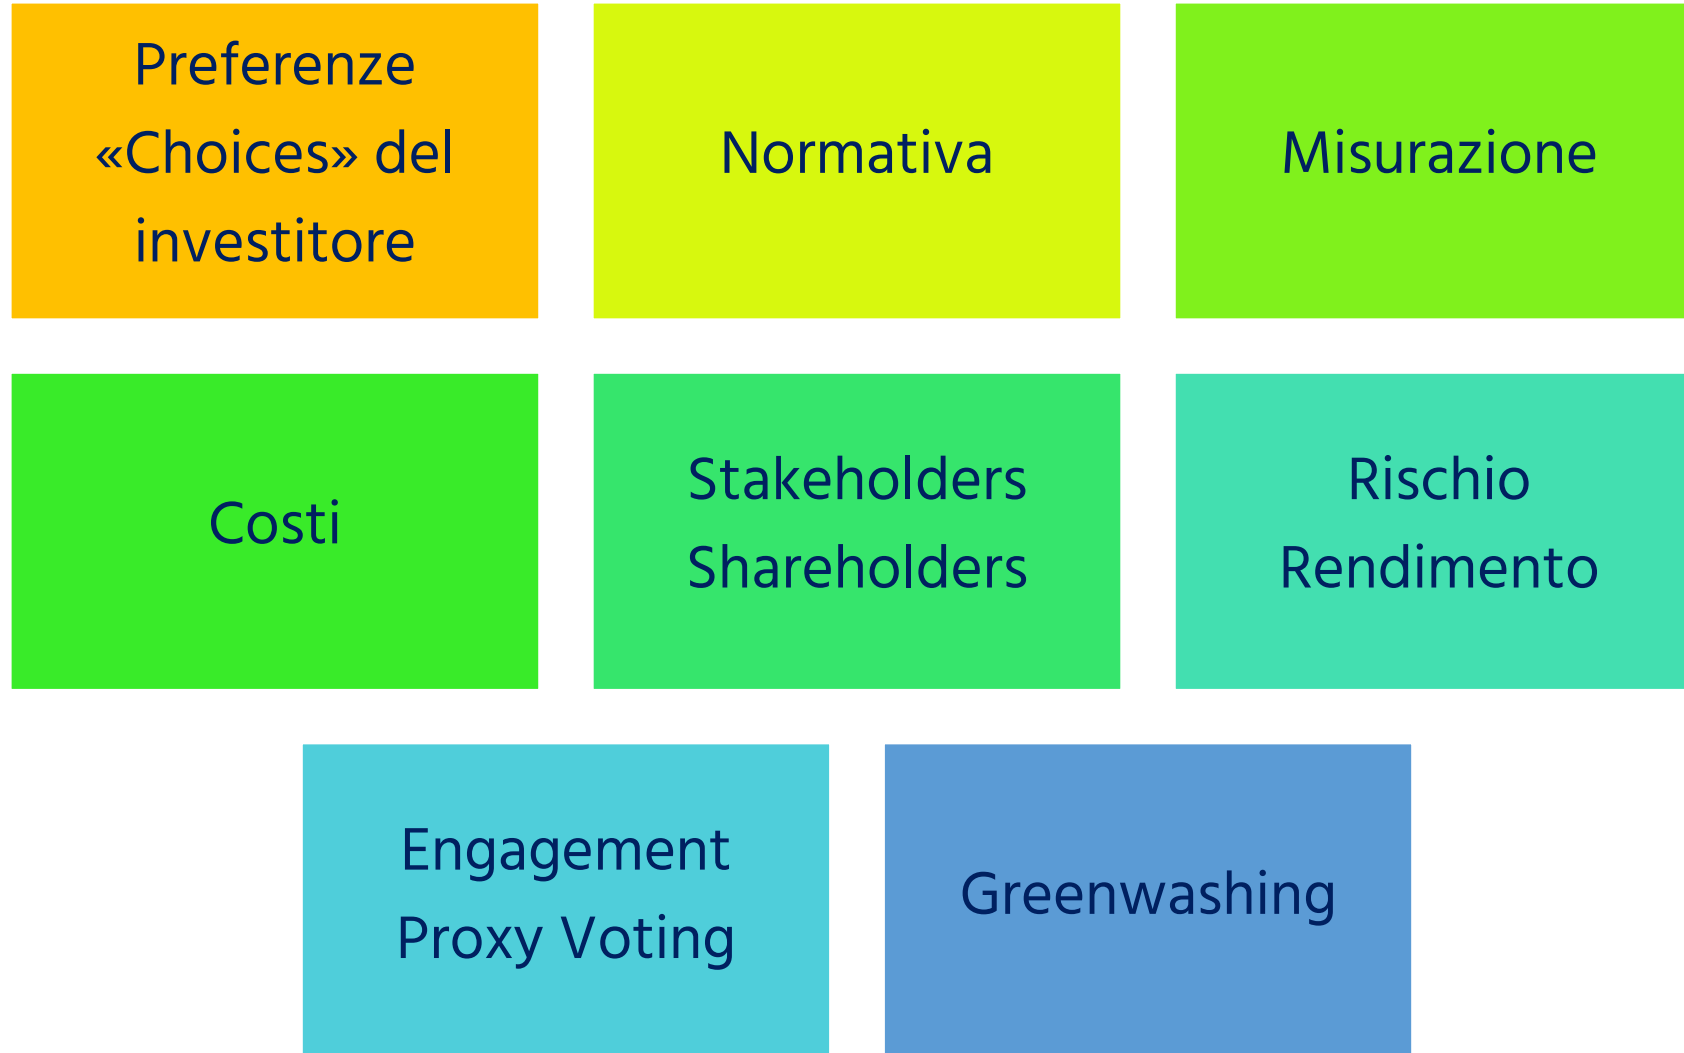 Preferenze
«Choices» del
investitore
Normativa
Misurazione
Costi
Stakeholders
Shareholders
Rischio
Rendimento
Engagement
Proxy Voting
Greenwashing